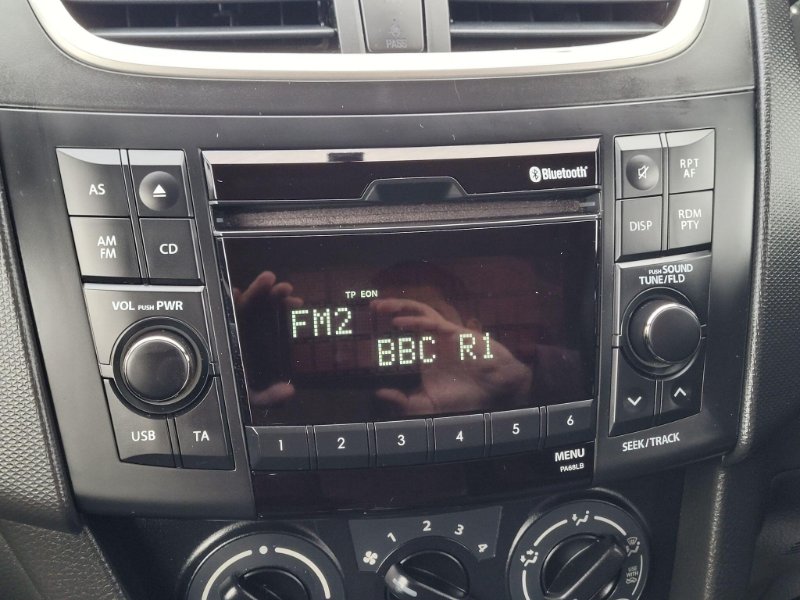 PASS
Bluetooth
AS
AM
FM
CD
VOL PUSH PWR
USB
TA
TP EON
FM2
BBC R1
1 2 3 4 5 6
MENU
PA68LB
RPT
AF
DISP
RDM
PTY
PUSH SOUND
TUNE/FLD
SEEK/TRACK
1 2 3 4
USE
WITH